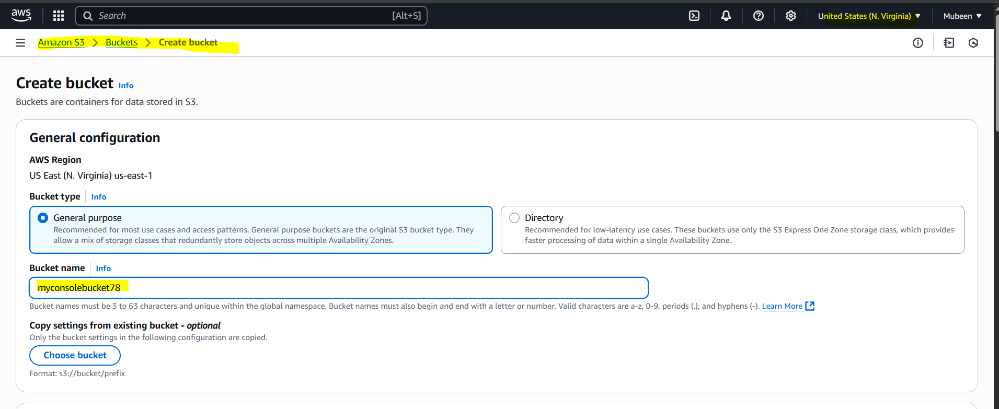 aws
Search
[Alt+S]
United States (N. Virginia) ▼
Mubeen ▼
Amazon S3 > Buckets > Create bucket
Create bucket Info
Buckets are containers for data stored in S3.
General configuration
AWS Region
US East (N. Virginia) us-east-1
Bucket type Info
General purpose
Recommended for most use cases and access patterns. General purpose buckets are the original S3 bucket type. They
allow a mix of storage classes that redundantly store objects across multiple Availability Zones.
Directory
Recommended for low-latency use cases. These buckets use only the S3 Express One Zone storage class, which provides
faster processing of data within a single Availability Zone.
Bucket name Info
myconsolebucket78
Bucket names must be 3 to 63 characters and unique within the global namespace. Bucket names must also begin and end with a letter or number. Valid characters are a-z, 0-9, periods (.), and hyphens (-). Learn More
Copy settings from existing bucket - optional
Only the bucket settings in the following configuration are copied.
Choose bucket
Format: s3://bucket/prefix